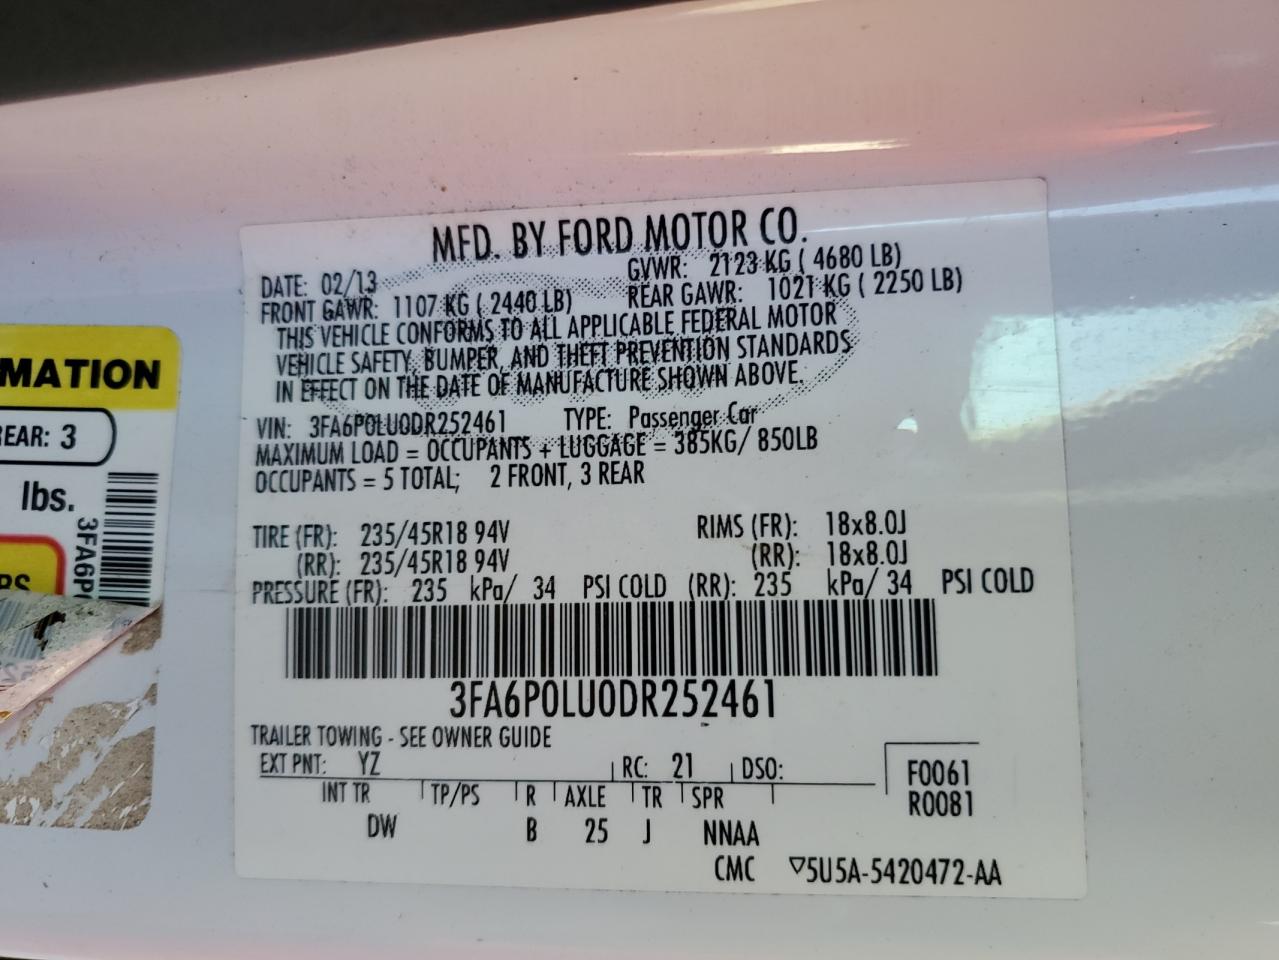 MFD. BY FORD MOTOR CO.
DATE: 02/13 GVWR: 2123 KG ( 4680 LB)
FRONT GAWR: 1107 KG ( 2440 LB) REAR GAWR: 1021 KG ( 2250 LB)
THIS VEHICLE CONFORMS TO ALL APPLICABLE FEDERAL MOTOR
VEHICLE SAFETY, BUMPER, AND THEFT PREVENTION STANDARDS
IN EFFECT ON THE DATE OF MANUFACTURE SHOWN ABOVE.
VIN: 3FA6P0LU0DR252461 TYPE: Passenger Car
MAXIMUM LOAD = OCCUPANTS + LUGGAGE = 385KG/ 850LB
OCCUPANTS = 5 TOTAL; 2 FRONT, 3 REAR
TIRE (FR): 235/45R18 94V RIMS (FR): 18x8.0J
(RR): 235/45R18 94V (RR): 18x8.0J
PRESSURE (FR): 235 kPa/ 34 PSI COLD (RR): 235 kPa/ 34 PSI COLD
3FA6P0LU0DR252461
TRAILER TOWING - SEE OWNER GUIDE
EXT PNT: YZ RC: 21 DSO:
INT TR TP/PS R AXLE TR SPR
DW B 25 J NNAA
F0061
R0081
CMC ▽5U5A-5420472-AA
MATION
EAR: 3
lbs.
3FA6P
RS